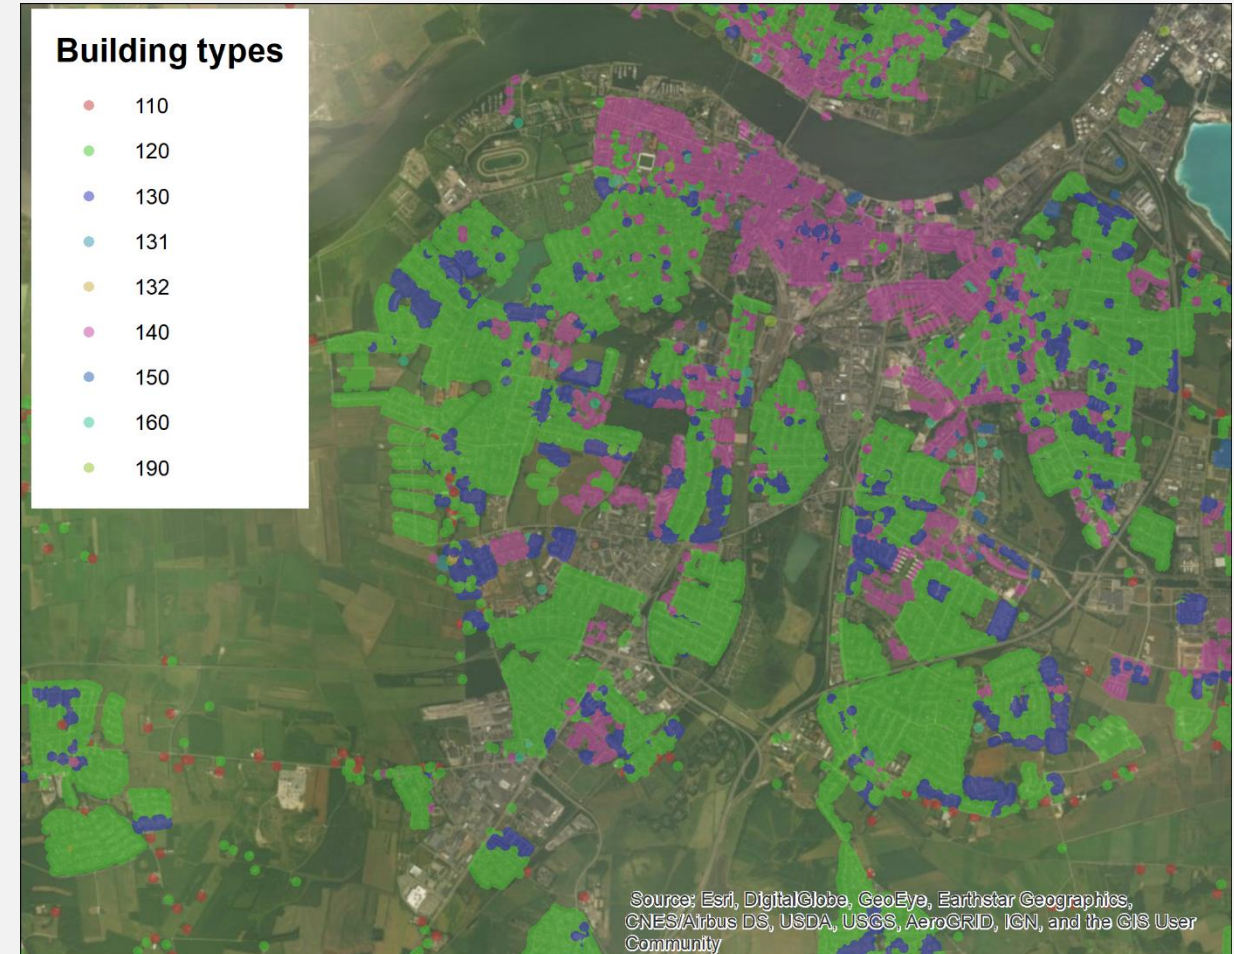 Building types
110
120
130
131
132
140
150
160
190
Source: Esri, DigitalGlobe, GeoEye, Earthstar Geographics,
CNES/Airbus DS, USDA, USGS, AeroGRID, IGN, and the GIS User
Community